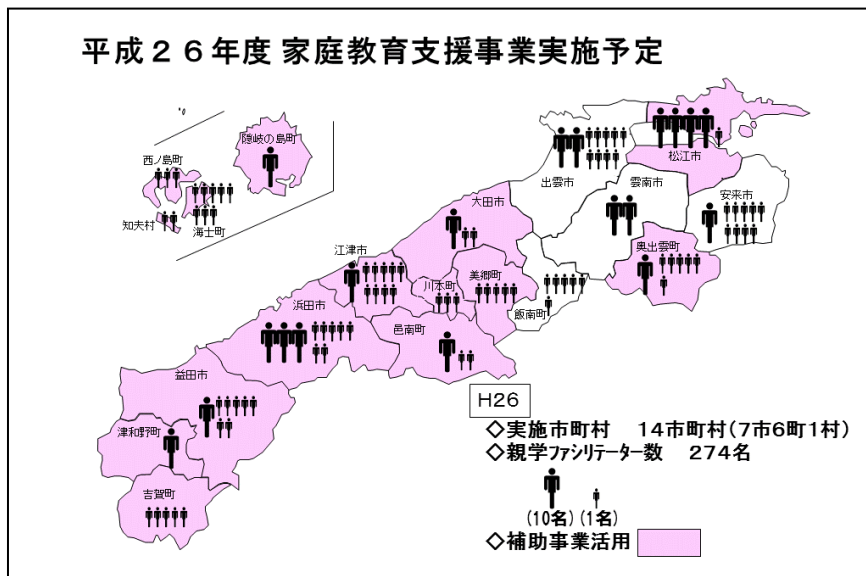 平成２６年度 家庭教育支援事業実施予定
隠岐の島町
西ノ島町
知夫村
海士町
松江市
出雲市
雲南市
安来市
大田市
奥出雲町
江津市
川本町
美郷町
飯南町
浜田市
邑南町
益田市
津和野町
吉賀町
H26
◇実施市町村　14市町村(7市6町1村)
◇親学ファシリテーター数　274名
(10名) (1名)
◇補助事業活用